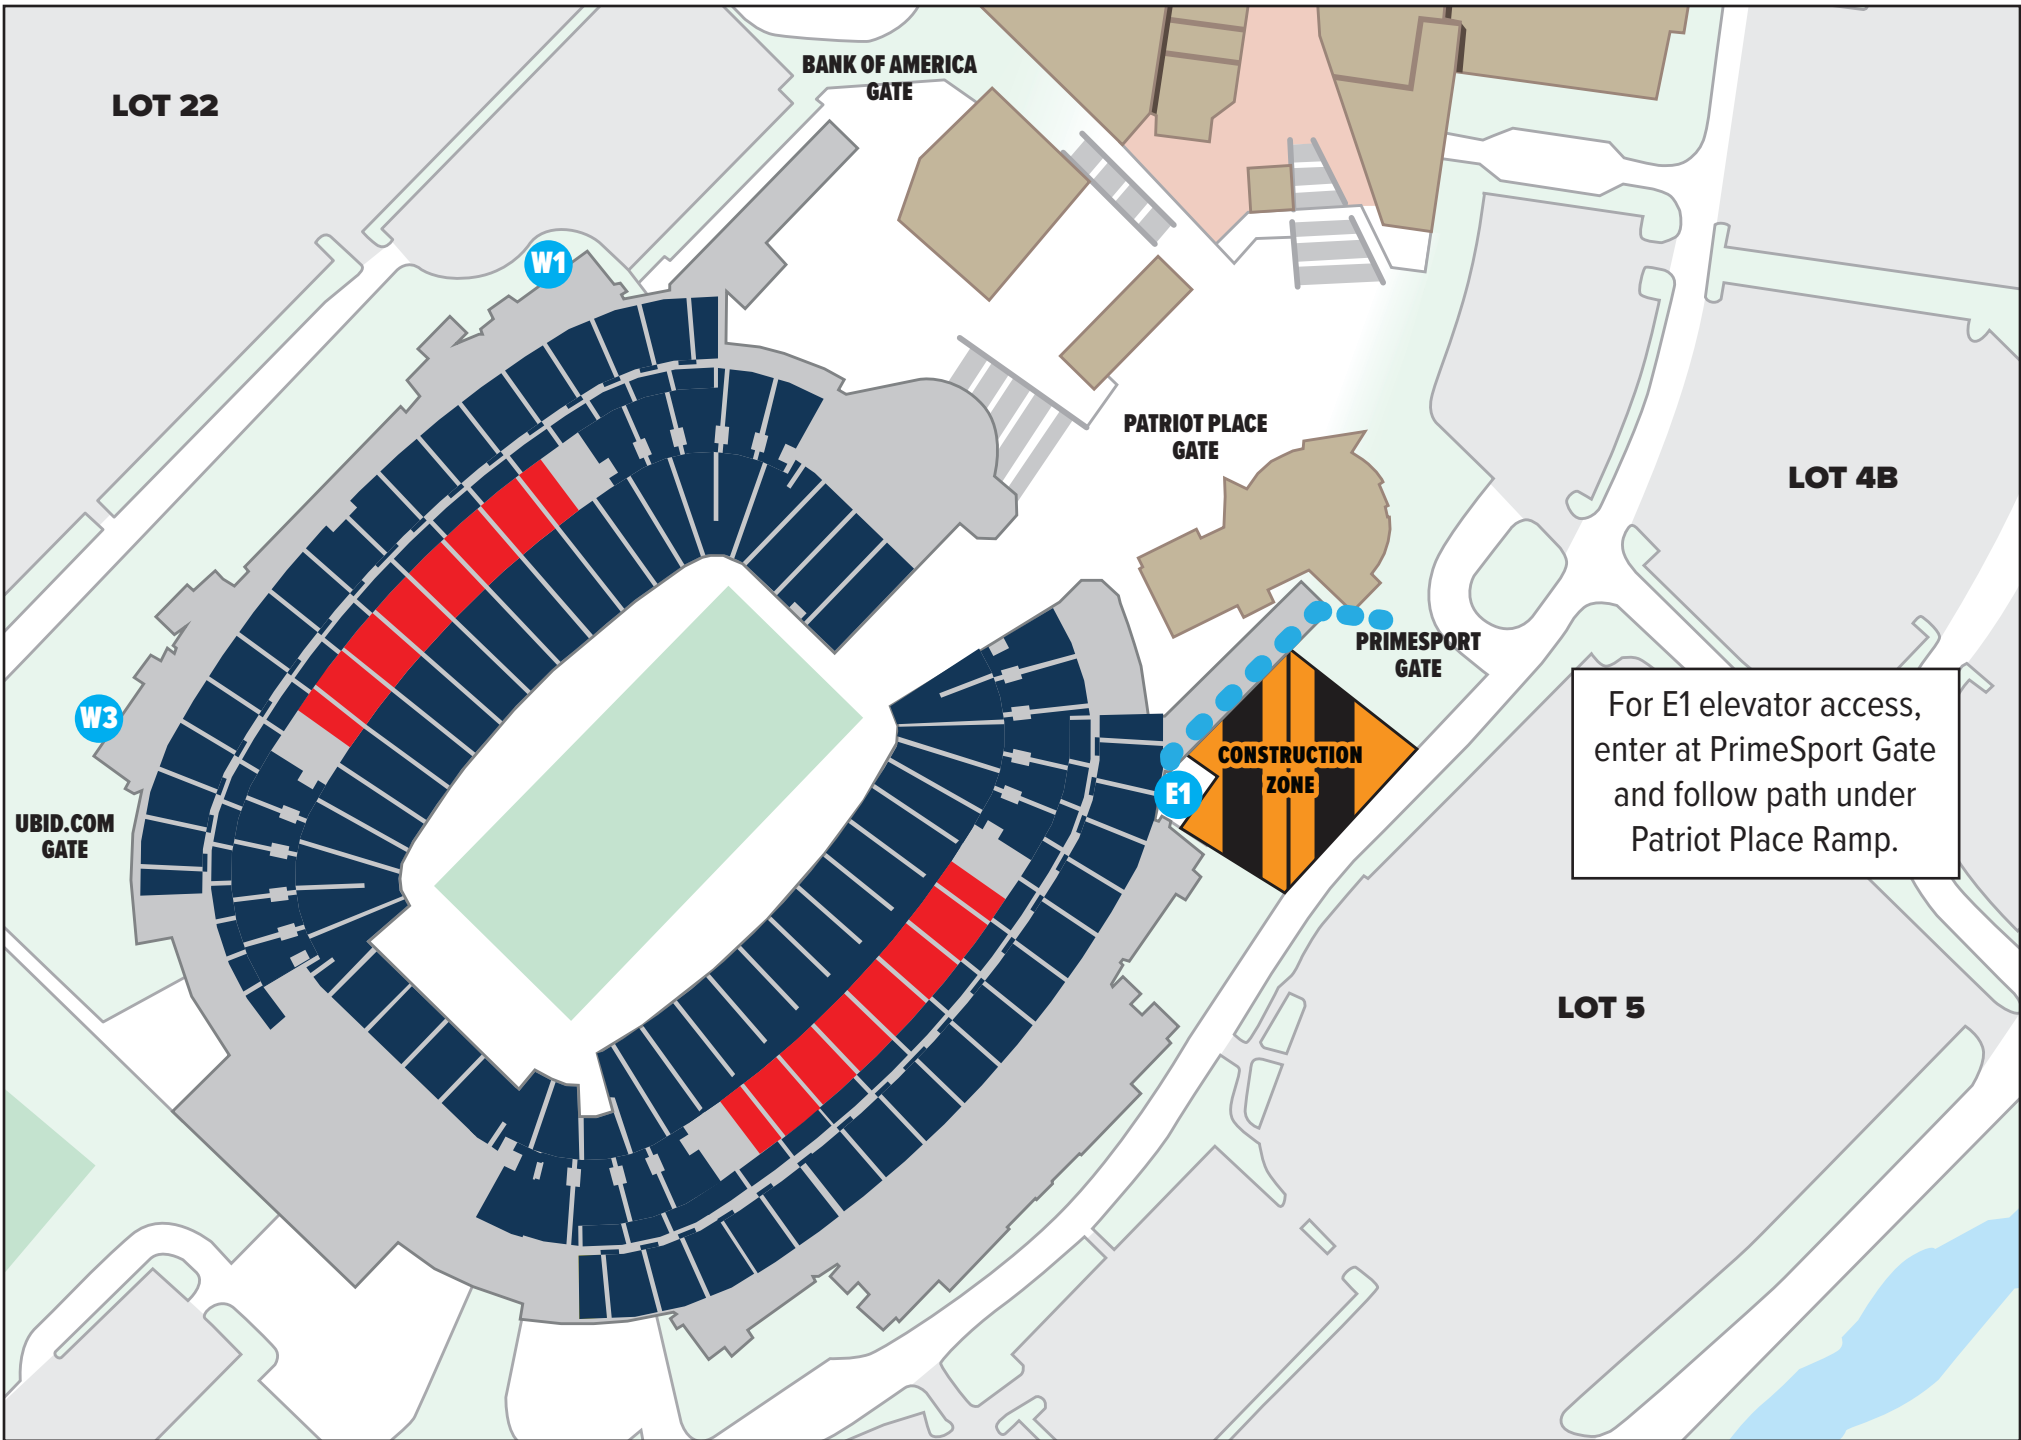 BANK OF AMERICA
GATE
LOT 22
W1
PATRIOT PLACE
GATE
LOT 4B
PRIMESPORT
GATE
W3
For E1 elevator access,
enter at PrimeSport Gate
and follow path under
Patriot Place Ramp.
CONSTRUCTION
ZONE
E1
UBID.COM
GATE
LOT 5